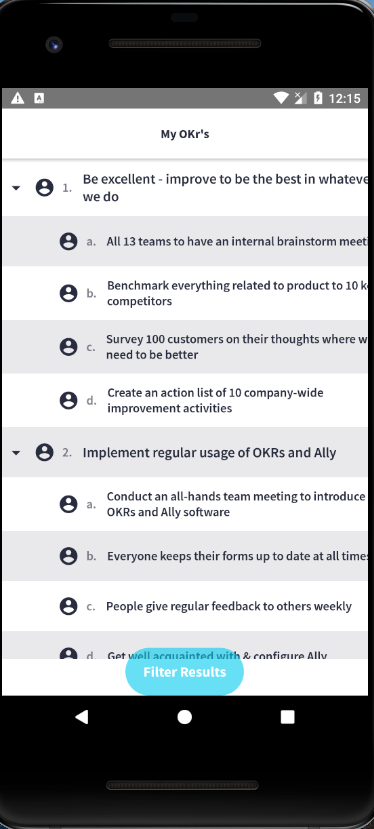 12:15
My OKr's
1. Be excellent - improve to be the best in whateve
we do
a. All 13 teams to have an internal brainstorm meeti
b. Benchmark everything related to product to 10 k
competitors
c. Survey 100 customers on their thoughts where w
need to be better
d. Create an action list of 10 company-wide
improvement activities
2. Implement regular usage of OKRs and Ally
a. Conduct an all-hands team meeting to introduce
OKRs and Ally software
b. Everyone keeps their forms up to date at all times
c. People give regular feedback to others weekly
d. Get well acquainted with & configure Ally
Filter Results